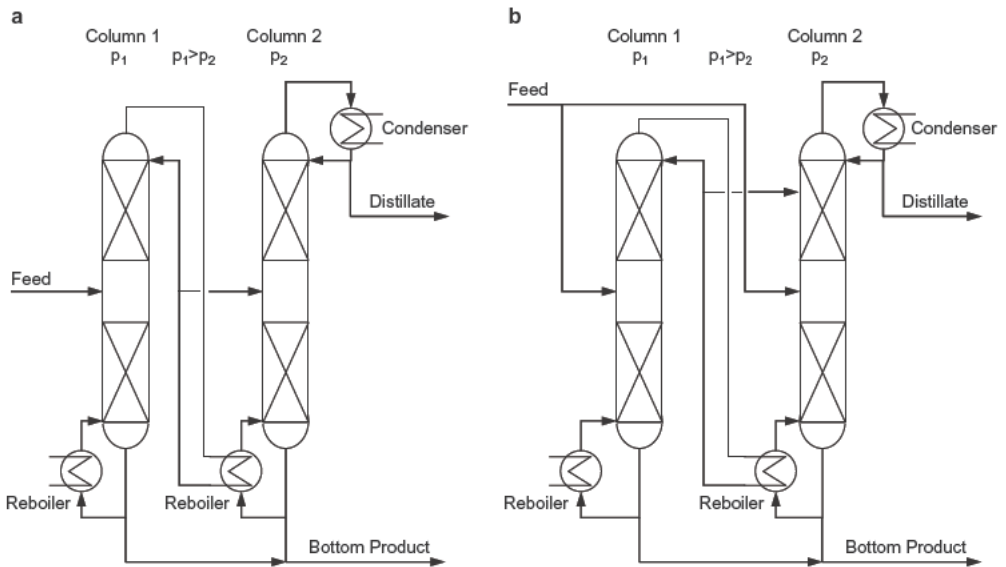 a
Column 1
p₁
p₁>p₂
Column 2
p₂
Condenser
Distillate
Feed
Reboiler
Reboiler
Bottom Product
b
Column 1
p₁
p₁>p₂
Column 2
p₂
Feed
Condenser
Distillate
Reboiler
Reboiler
Bottom Product